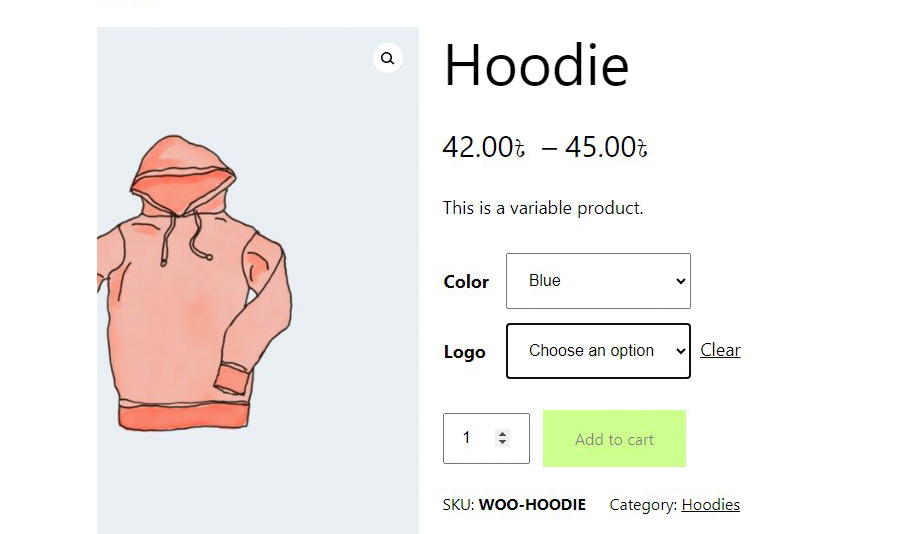 Hoodie
42.00৳ – 45.00৳
This is a variable product.
Color Blue
Logo Choose an option Clear
1 Add to cart
SKU: WOO-HOODIE Category: Hoodies